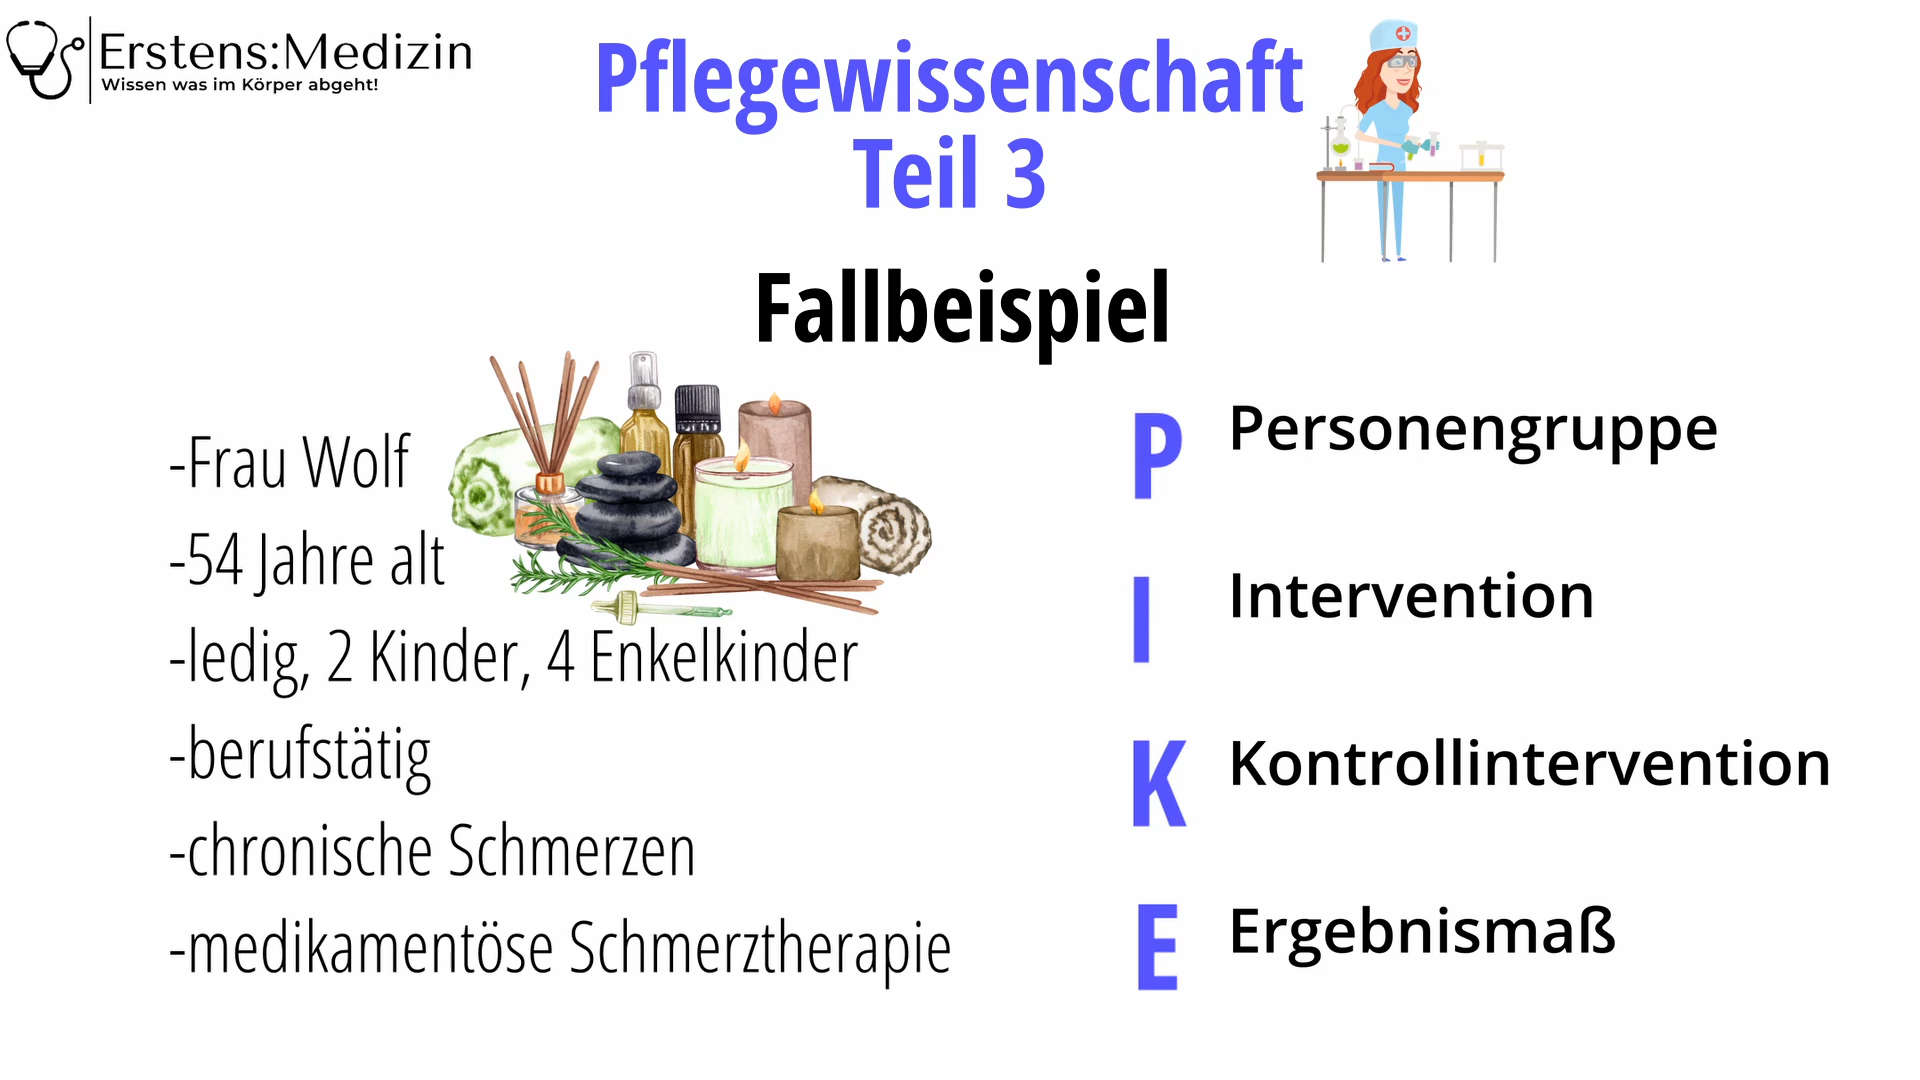 Erstens:Medizin
Wissen was im Körper abgeht!
Pflegewissenschaft
Teil 3
Fallbeispiel
-Frau Wolf
-54 Jahre alt
-ledig, 2 Kinder, 4 Enkelkinder
-berufstätig
-chronische Schmerzen
-medikamentöse Schmerztherapie
P Personengruppe
I Intervention
K Kontrollintervention
E Ergebnismaß